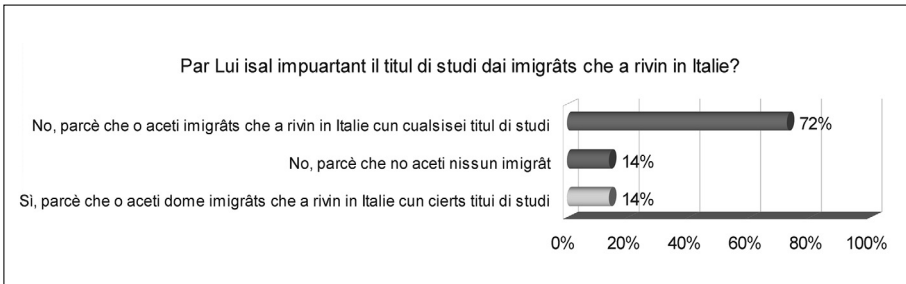 Par Lui isal impuartant il titul di studi dai imigrâts che a rivin in Italie?
No, parcè che o aceti imigrâts che a rivin in Italie cun cualsisei titul di studi
72%
No, parcè che no aceti nissun imigrât
14%
Sì, parcè che o aceti dome imigrâts che a rivin in Italie cun cierts titui di studi
14%
0% 20% 40% 60% 80% 100%